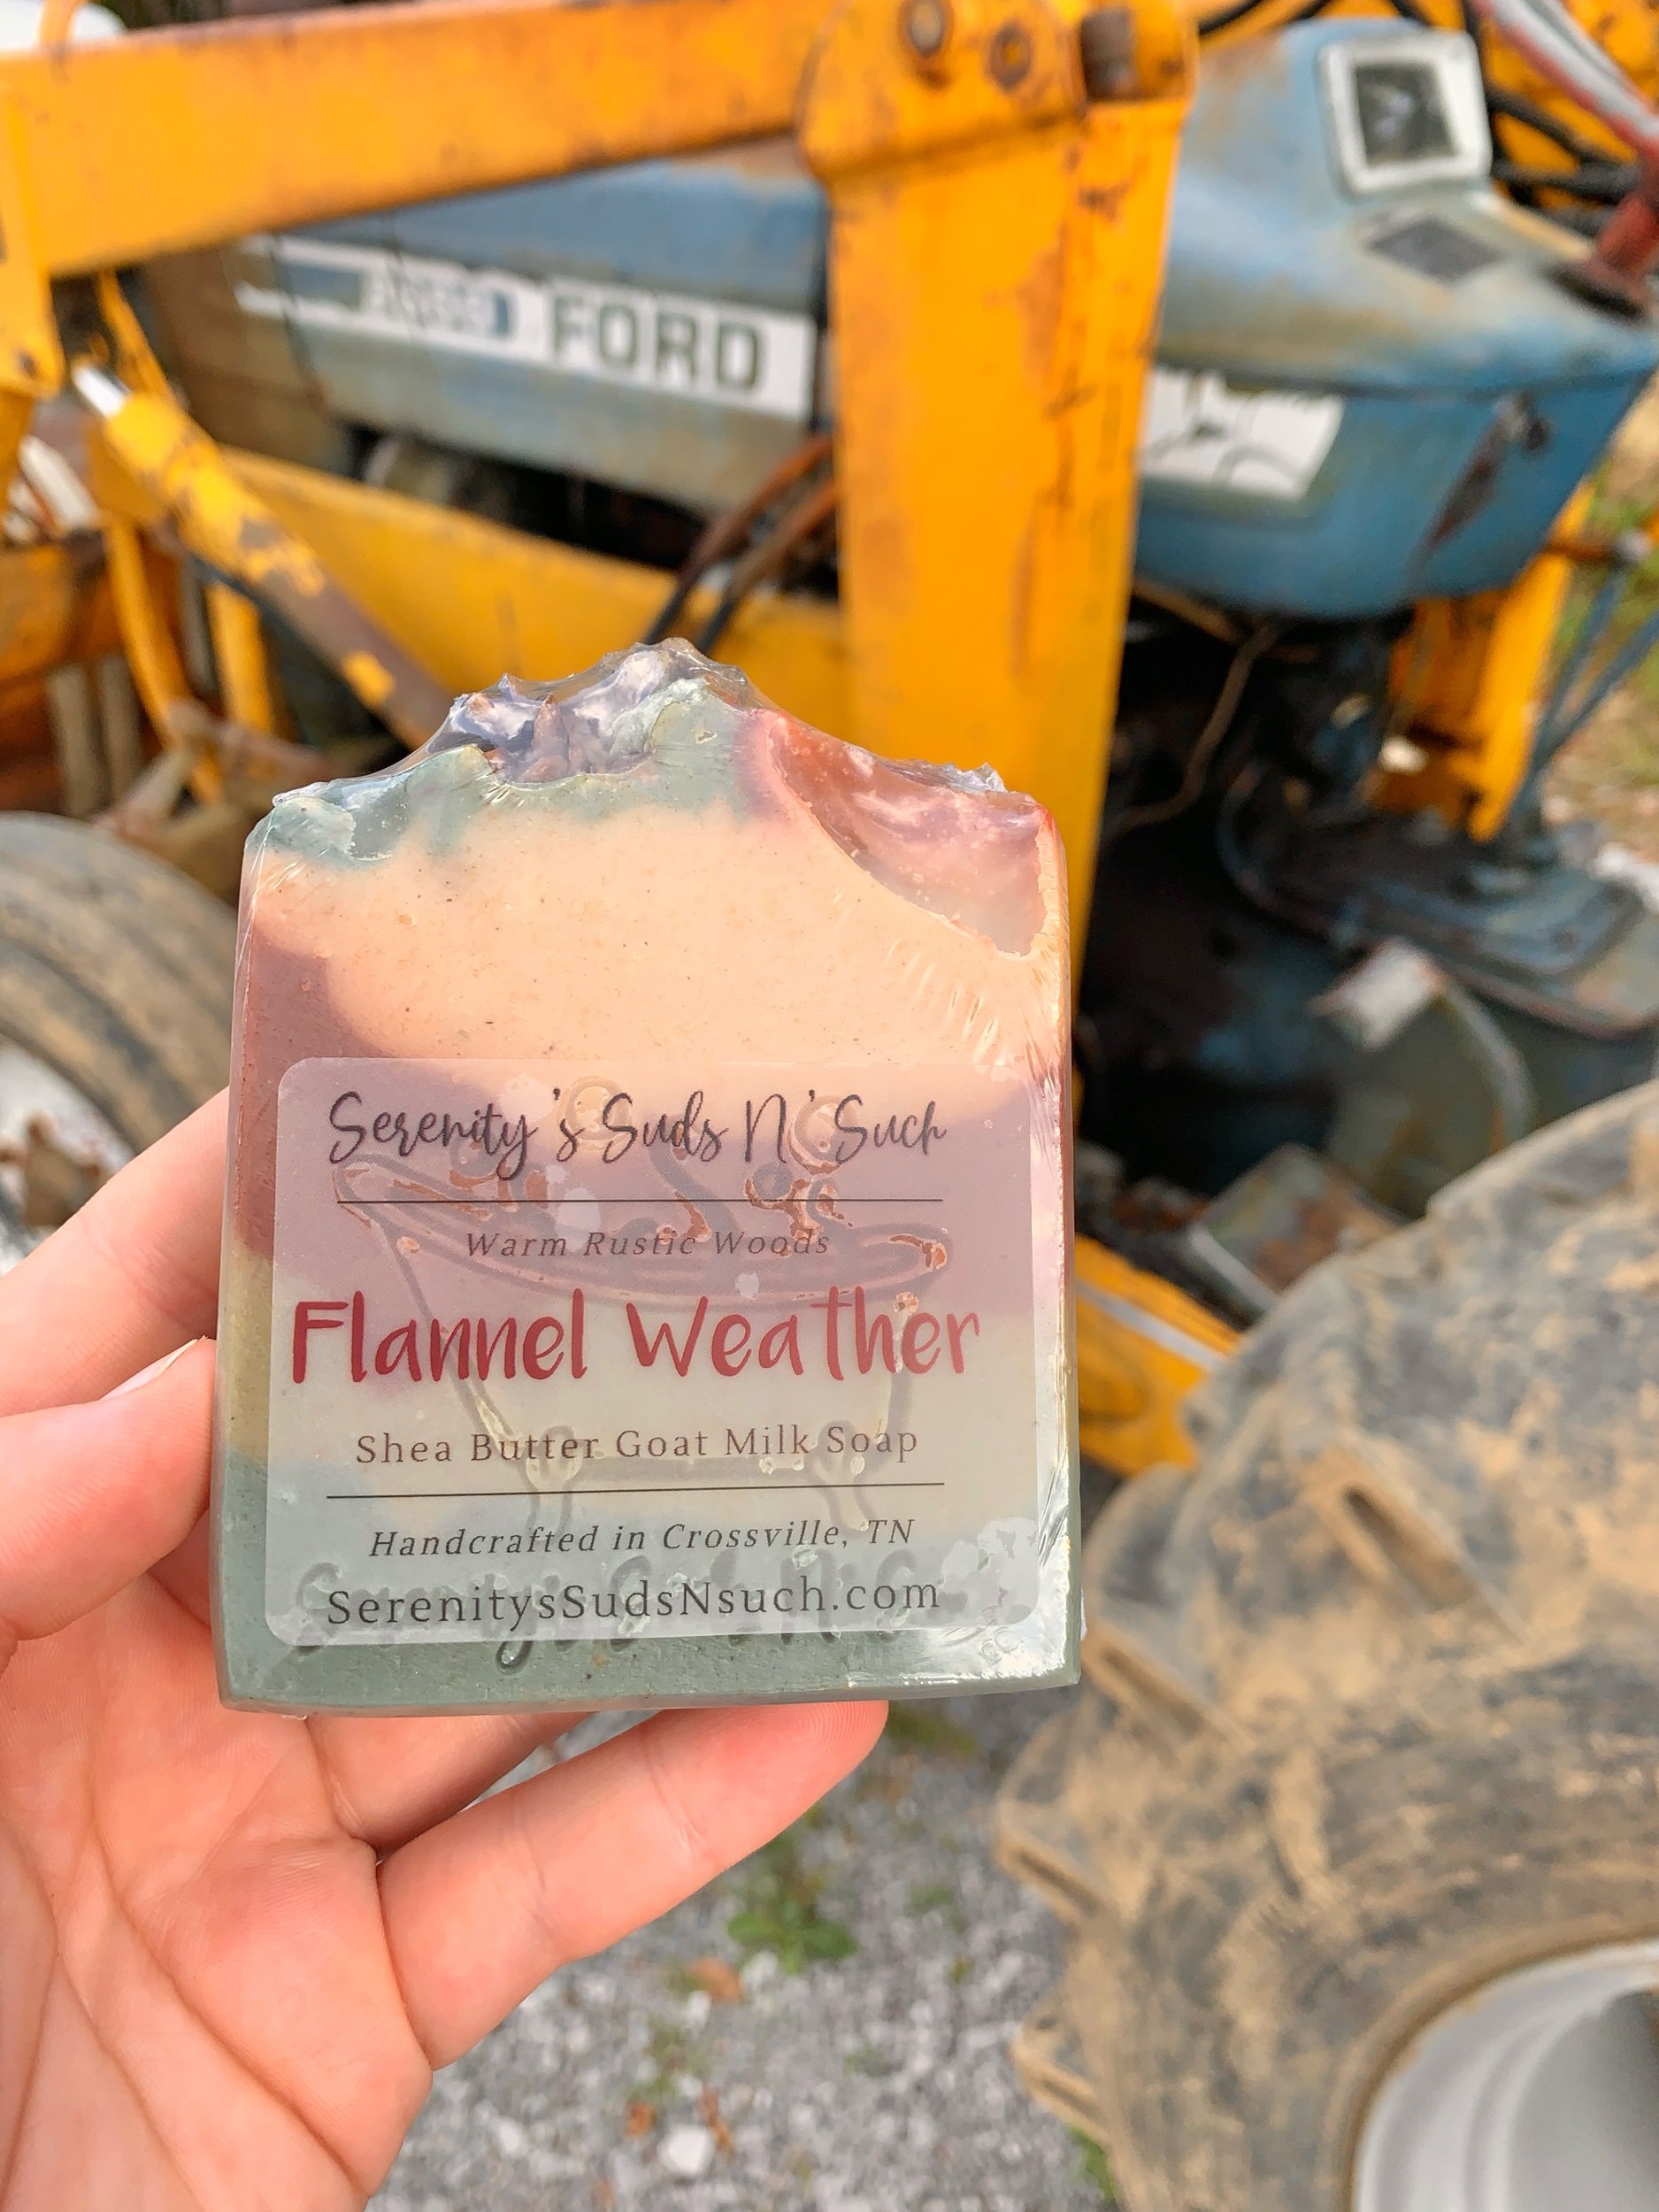 FORD
Serenity's Suds N' Such
Warm Rustic Woods
Flannel Weather
Shea Butter Goat Milk Soap
Handcrafted in Crossville, TN
SerenitysSudsNsuch.com